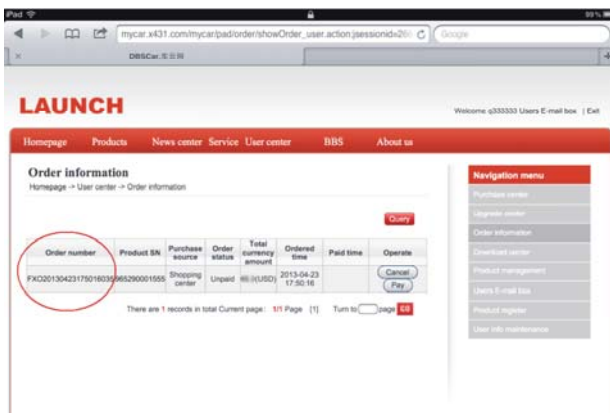 iPad
99%
mycar.x431.com/mycar/pad/order/showOrder_user.action;jsessionid=26
Google
DBSCar
LAUNCH
Welcome q333333 Users E-mail box | Exit
Homepage Products News center Service User center BBS About us
Order information
Homepage -> User center -> Order information
Query
Order number Product SN Purchase source Order status Total currency amount Ordered time Paid time Operate
FXO20130423175016035 965290001555 Shopping center Unpaid (USD) 2013-04-23 17:50:16 Cancel
Pay
There are 1 records in total Current page: 1/1 Page [1] Turn to page GO
Navigation menu
Purchase center
Upgrade center
Order information
Download center
Product management
Users E-mail box
Product register
User info maintenance